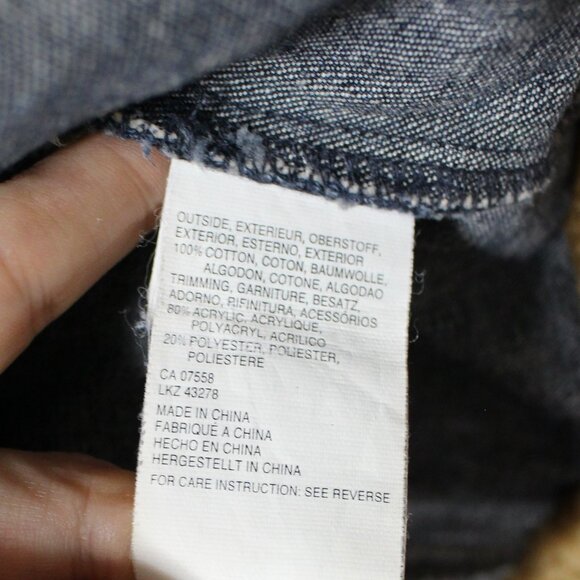 OUTSIDE, EXTERIEUR, OBERSTOFF,
EXTERIOR, ESTERNO, EXTERIOR
100% COTTON, COTON, BAUMWOLLE,
ALGODON, COTONE, ALGODAO
TRIMMING, GARNITURE, BESATZ,
ADORNO, RIFINITURA, ACESSÓRIOS
80% ACRYLIC, ACRYLIQUE,
POLYACRYL, ACRILICO
20% POLYESTER, POLIESTER,
POLIESTERE
CA 07558
LKZ 43278
MADE IN CHINA
FABRIQUÉ A CHINA
HECHO EN CHINA
HERGESTELLT IN CHINA
FOR CARE INSTRUCTION: SEE REVERSE